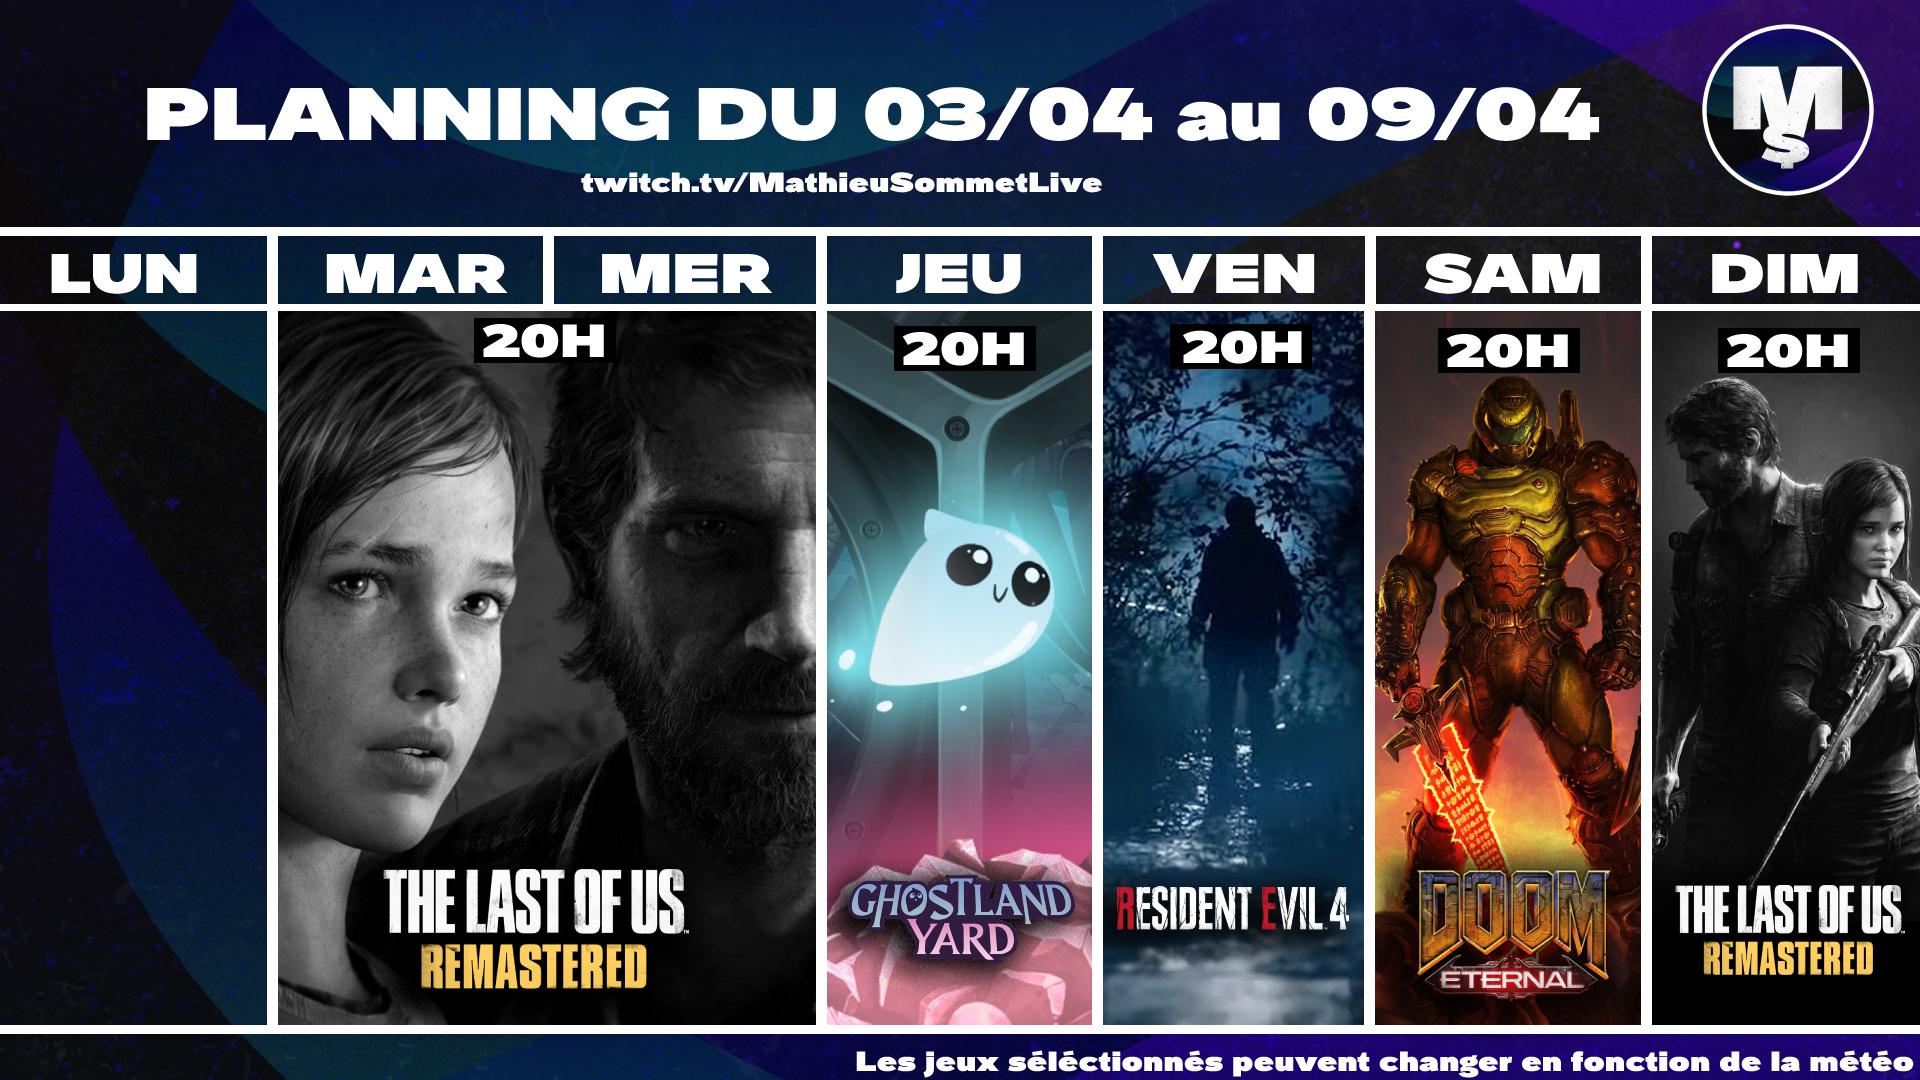 PLANNING DU 03/04 au 09/04
MS
twitch.tv/MathieuSommetLive
LUN MAR MER JEU VEN SAM DIM
20H 20H 20H 20H 20H
THE LAST OF US
REMASTERED
GHOSTLAND
YARD
RESIDENT EVIL 4
DOOM
ETERNAL
THE LAST OF US
REMASTERED
Les jeux séléctionnés peuvent changer en fonction de la météo